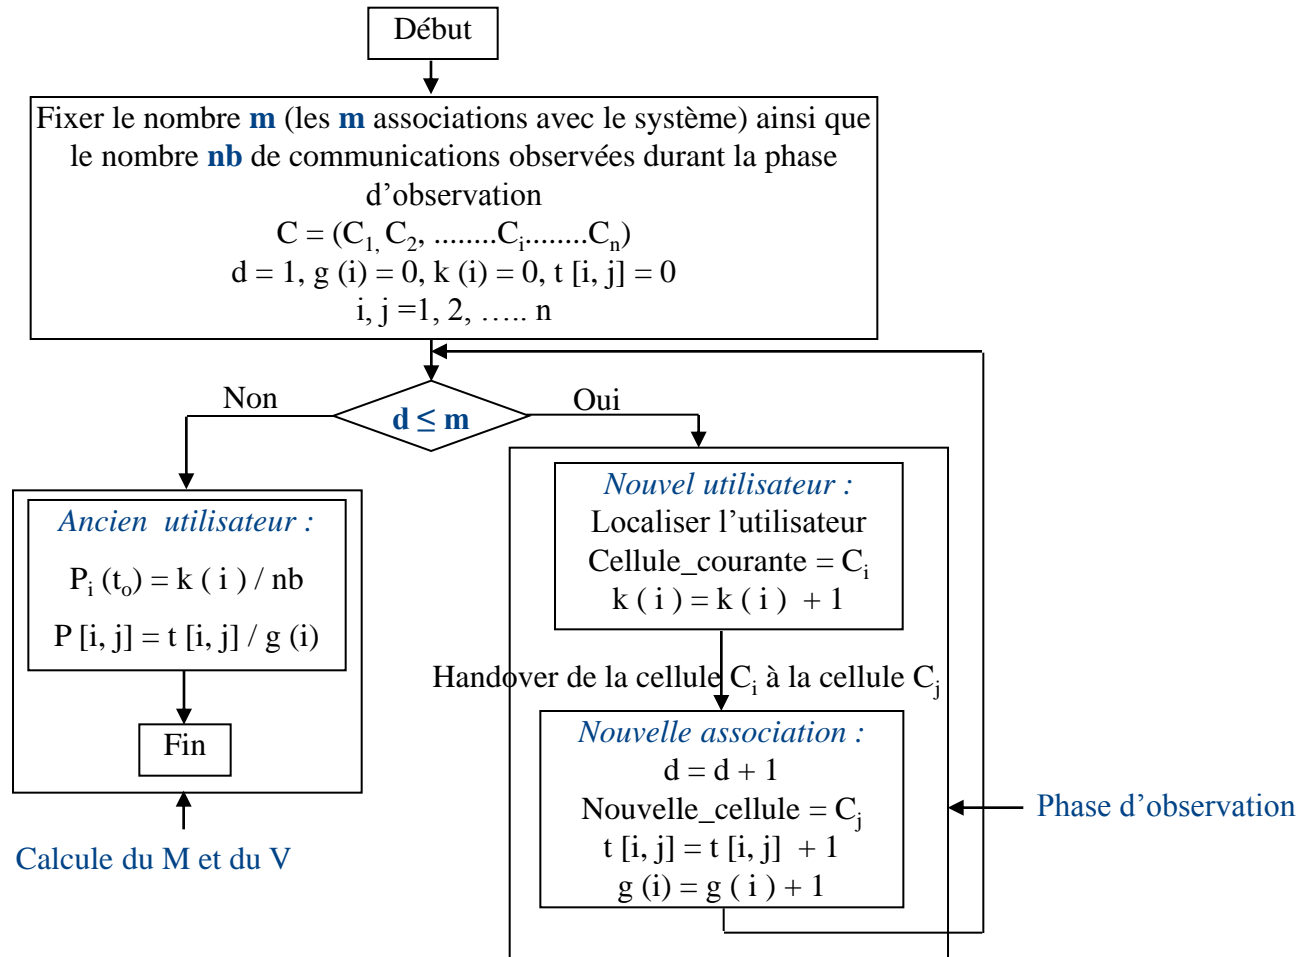 Début
Fixer le nombre m (les m associations avec le système) ainsi que
le nombre nb de communications observées durant la phase
d’observation
C = (C1, C2, ........Ci........Cn)
d = 1, g (i) = 0, k (i) = 0, t [i, j] = 0
i, j =1, 2, ….. n
Non
d ≤ m
Oui
Ancien utilisateur :
Pi (to) = k ( i ) / nb
P [i, j] = t [i, j] / g (i)
Fin
Calcule du M et du V
Nouvel utilisateur :
Localiser l’utilisateur
Cellule_courante = Ci
k ( i ) = k ( i ) + 1
Handover de la cellule Ci à la cellule Cj
Nouvelle association :
d = d + 1
Nouvelle_cellule = Cj
t [i, j] = t [i, j] + 1
g (i) = g ( i ) + 1
Phase d’observation